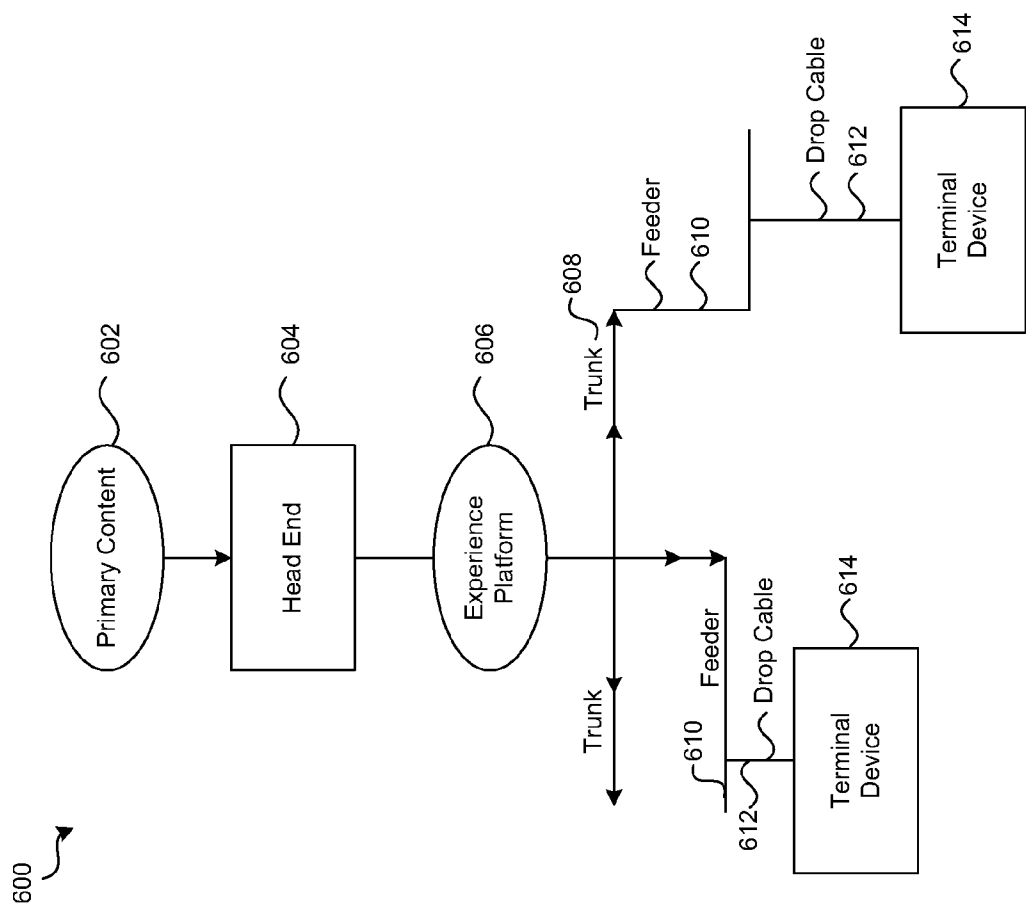 600
Primary Content
602
Head End
604
Experience
Platform
606
Trunk
Trunk
608
Feeder
610
Drop Cable
612
Terminal
Device
614
Feeder
610
612
Drop Cable
Terminal
Device
614